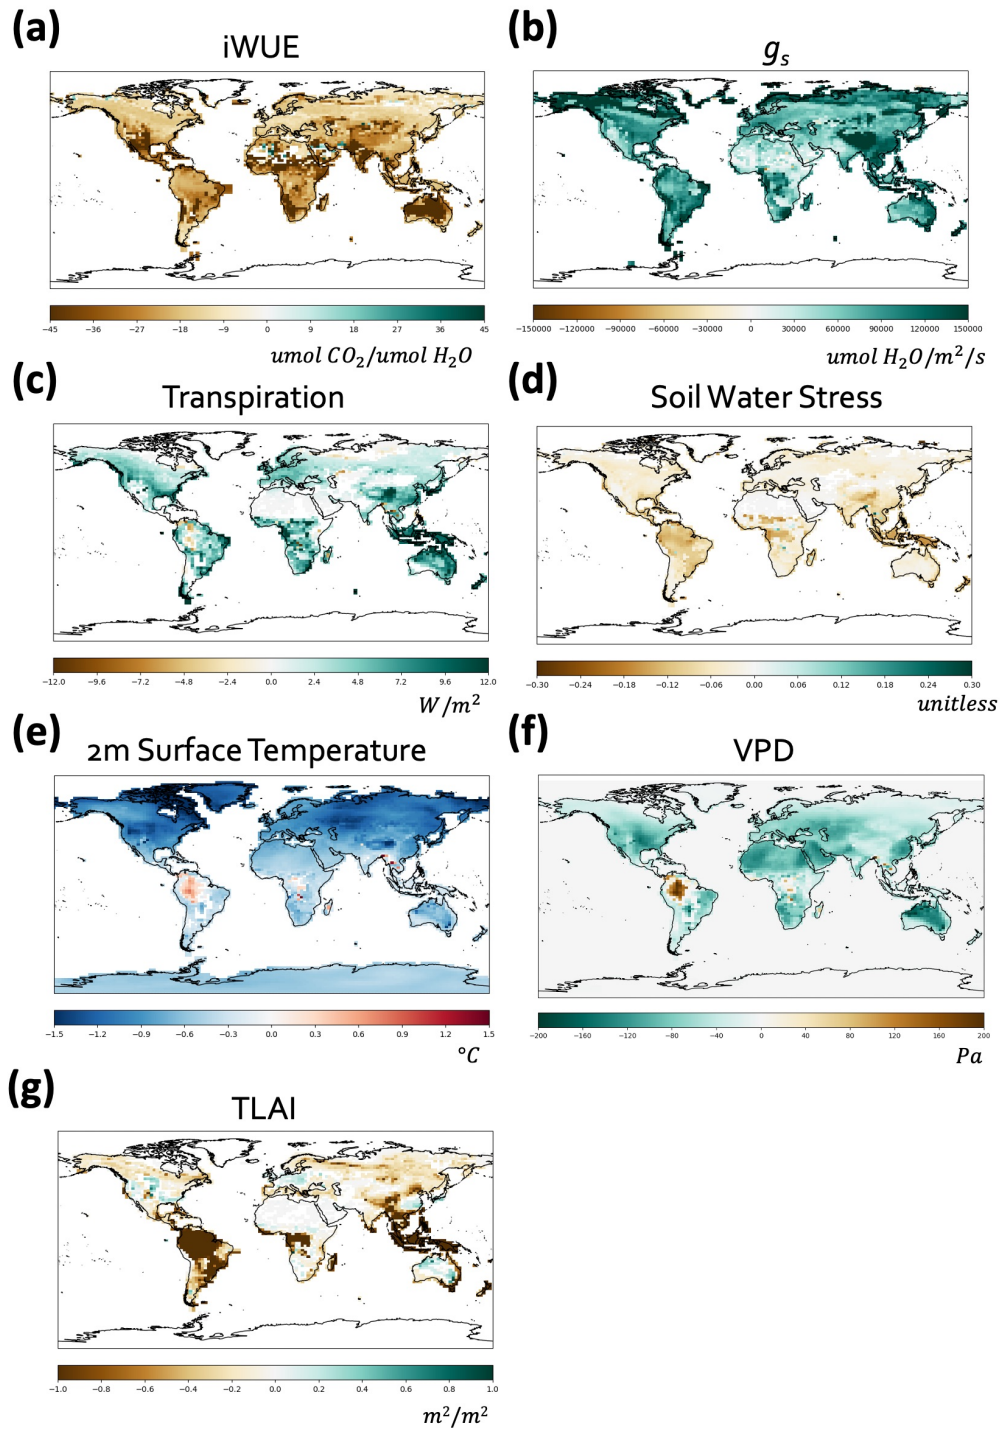 (a)
iWUE
−45 −36 −27 −18 −9 0 9 18 27 36 45
umol CO₂/umol H₂O
(b)
gₛ
−150000 −120000 −90000 −60000 −30000 0 30000 60000 90000 120000 150000
umol H₂O/m²/s
(c)
Transpiration
−12.0 −9.6 −7.2 −4.8 −2.4 0.0 2.4 4.8 7.2 9.6 12.0
W/m²
(d)
Soil Water Stress
−0.30 −0.24 −0.18 −0.12 −0.06 0.00 0.06 0.12 0.18 0.24 0.30
unitless
(e)
2m Surface Temperature
−1.5 −1.2 −0.9 −0.6 −0.3 0.0 0.3 0.6 0.9 1.2 1.5
°C
(f)
VPD
−200 −160 −120 −80 −40 0 40 80 120 160 200
Pa
(g)
TLAI
−1.0 −0.8 −0.6 −0.4 −0.2 0.0 0.2 0.4 0.6 0.8 1.0
m²/m²